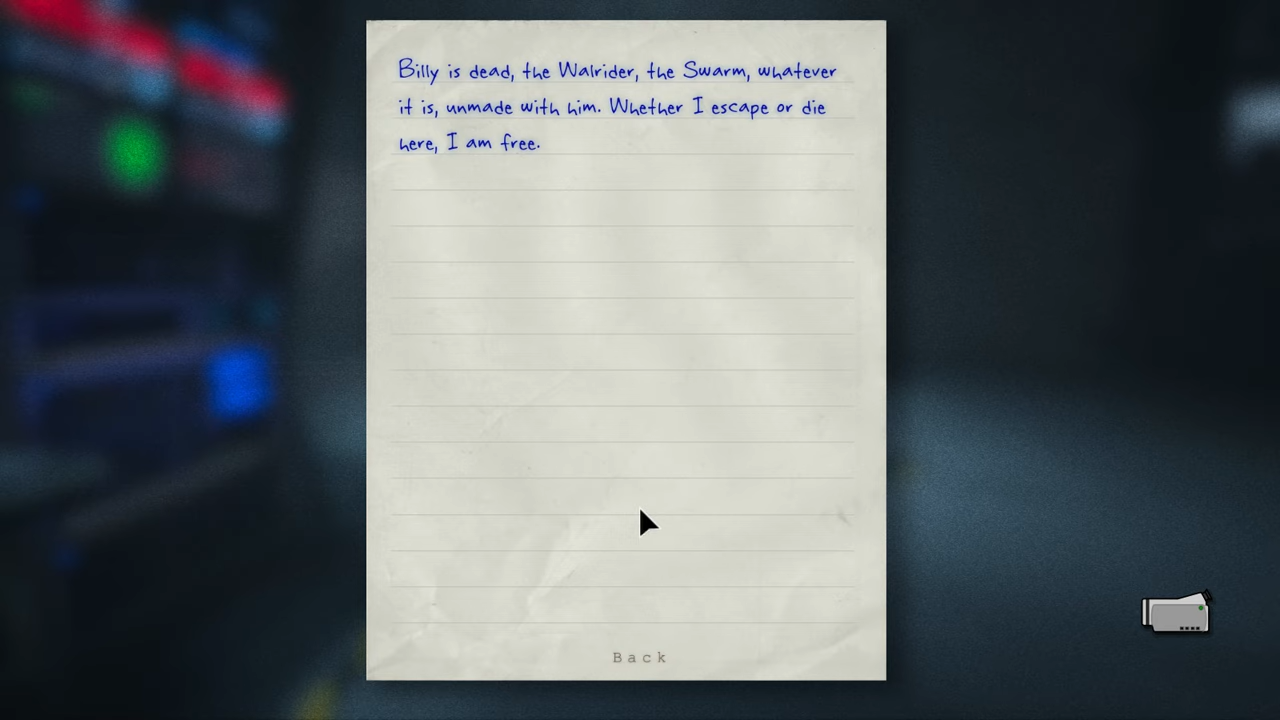 Billy is dead, the Walrider, the Swarm, whatever
it is, unmade with him. Whether I escape or die
here, I am free.
Back